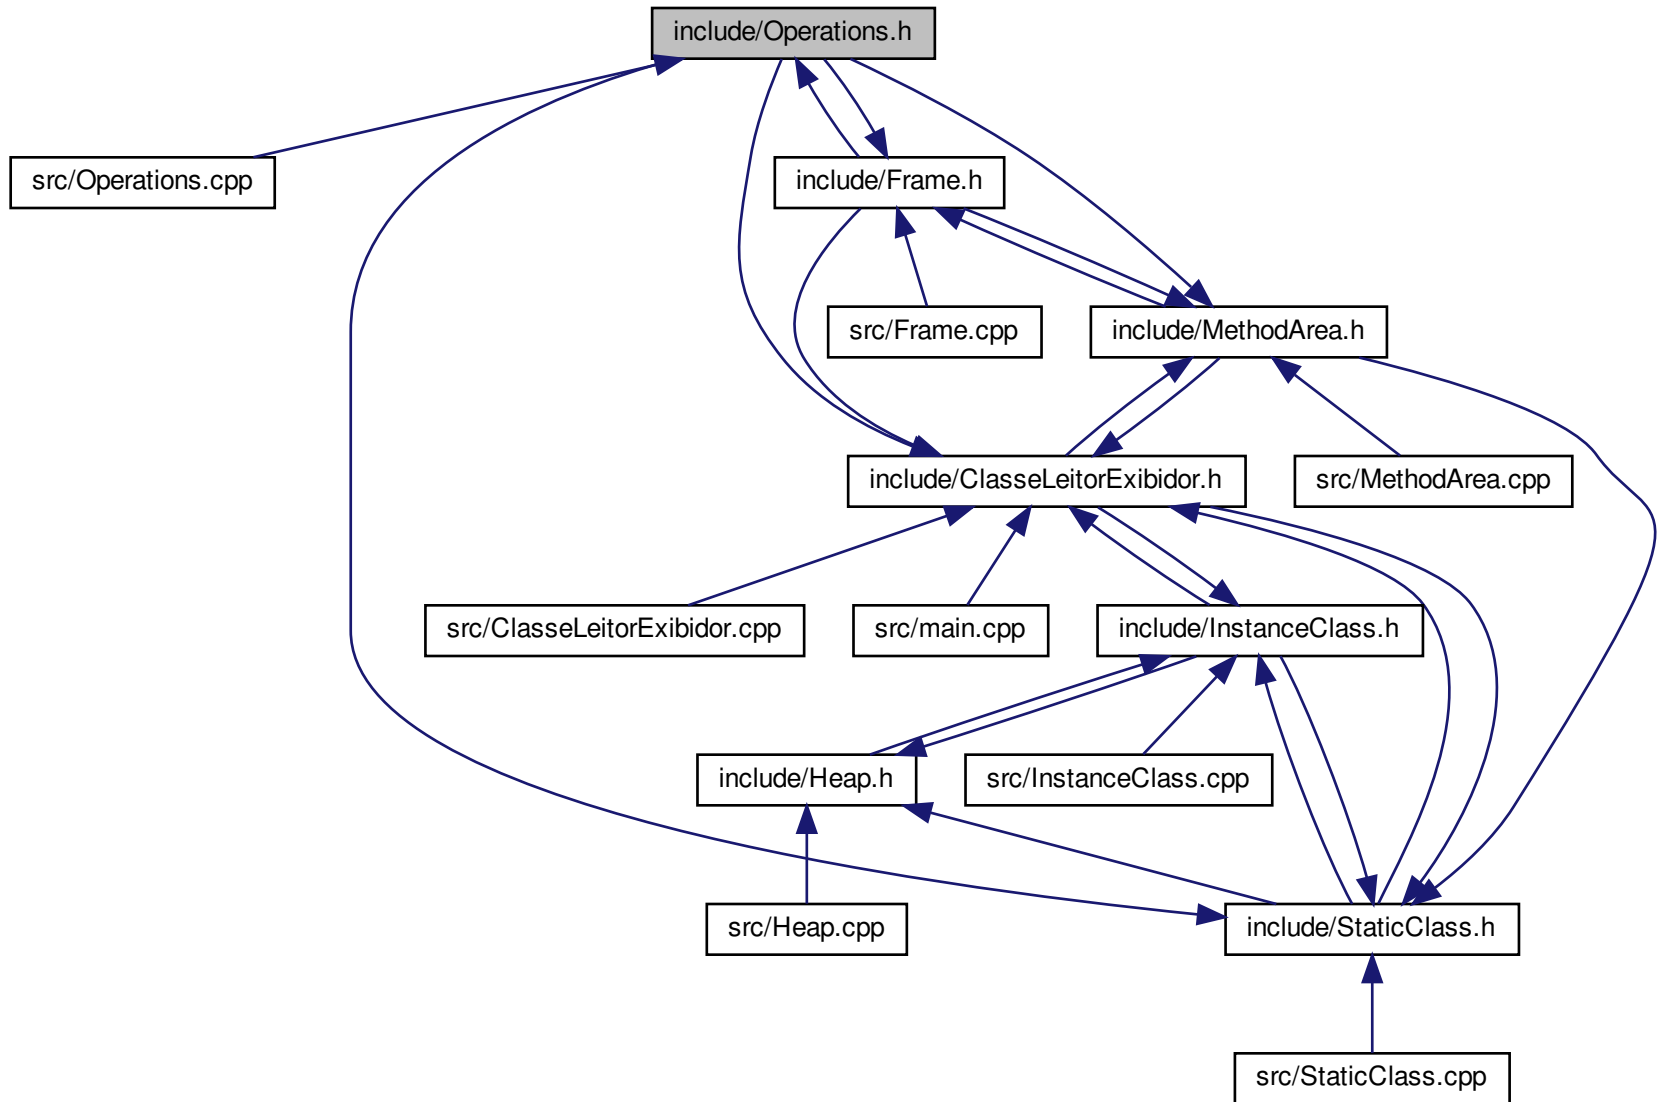 include/Operations.h
src/Operations.cpp
include/Frame.h
src/Frame.cpp
include/MethodArea.h
include/ClasseLeitorExibidor.h
src/MethodArea.cpp
src/ClasseLeitorExibidor.cpp
src/main.cpp
include/InstanceClass.h
include/Heap.h
src/InstanceClass.cpp
src/Heap.cpp
include/StaticClass.h
src/StaticClass.cpp